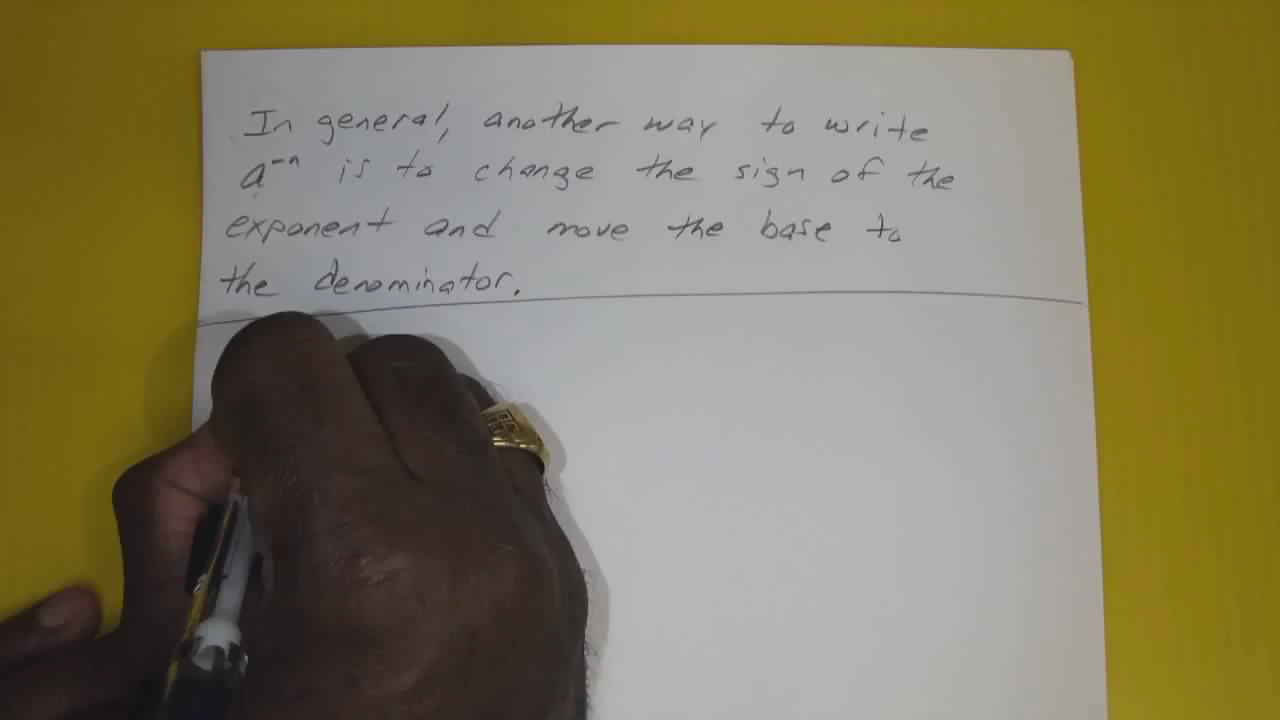 In general, another way to write
a⁻ⁿ is to change the sign of the
exponent and move the base to
the denominator.